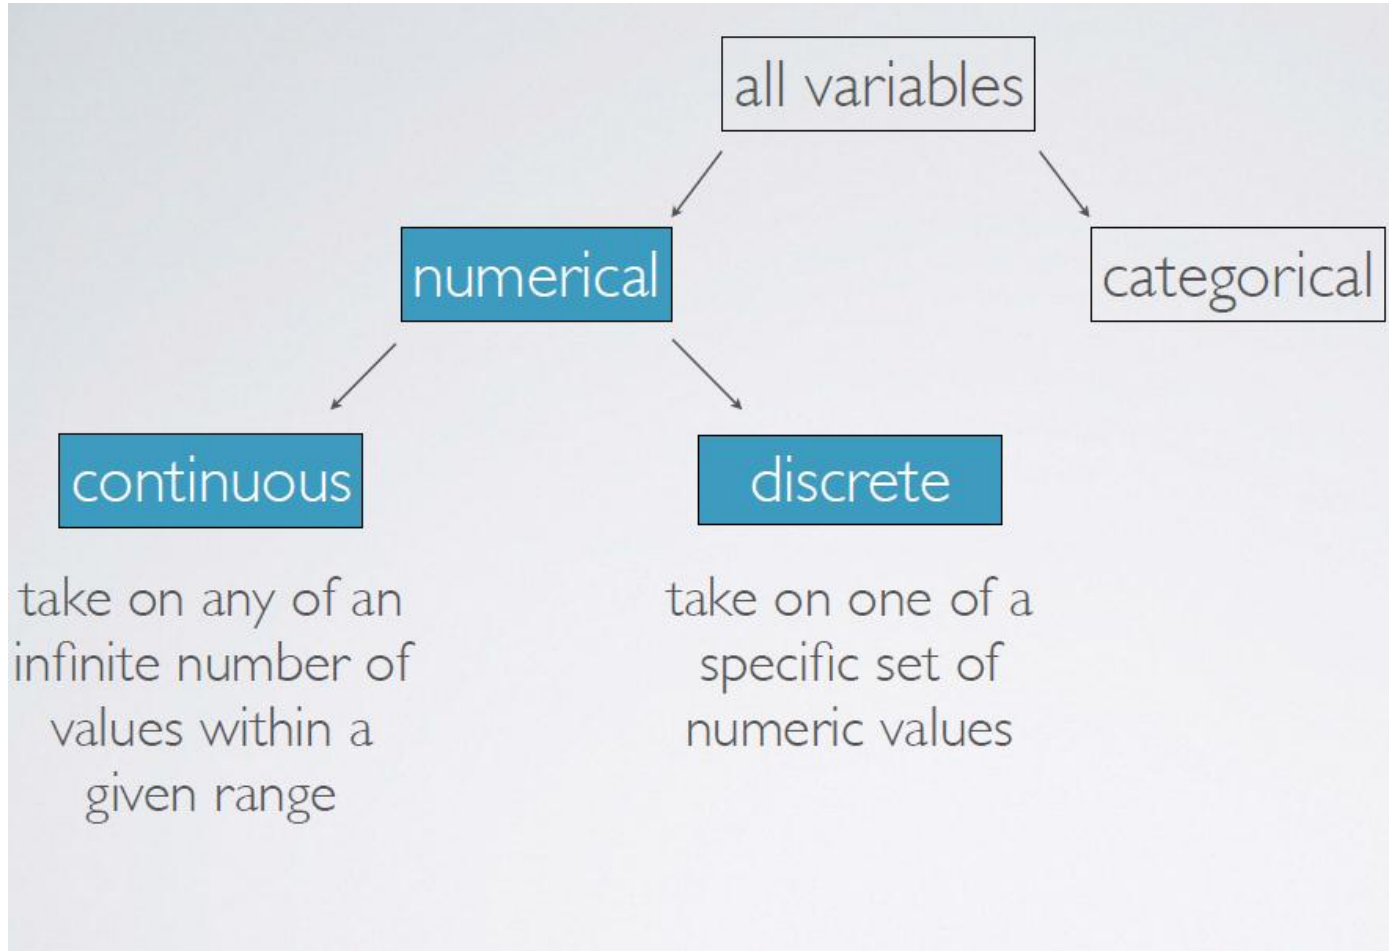 all variables
numerical
categorical
continuous
discrete
take on any of an
infinite number of
values within a
given range
take on one of a
specific set of
numeric values